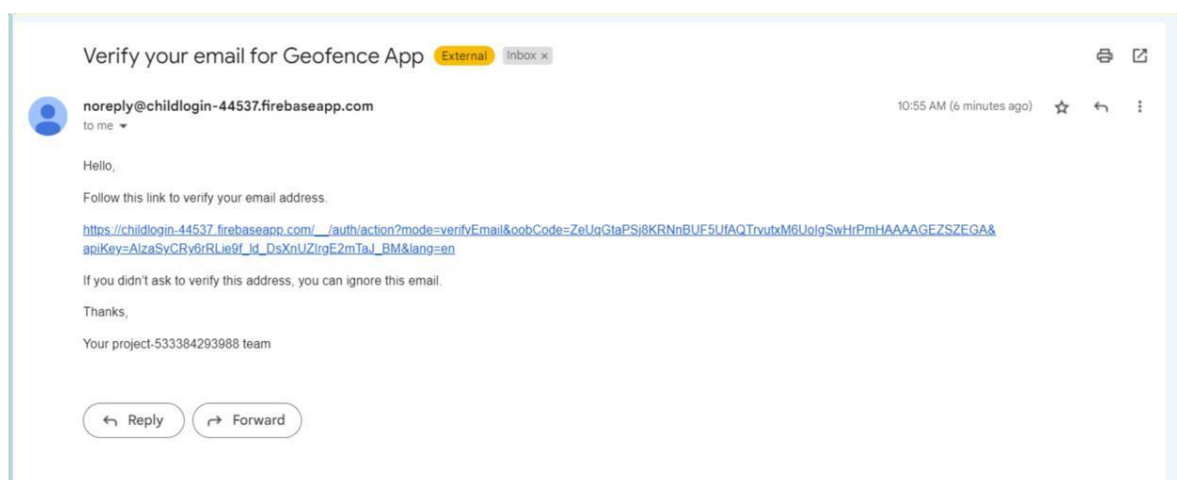 Verify your email for Geofence App External Inbox ×
noreply@childlogin-44537.firebaseapp.com 10:55 AM (6 minutes ago)
to me
Hello,
Follow this link to verify your email address.
https://childlogin-44537.firebaseapp.com/__/auth/action?mode=verifyEmail&oobCode=ZeUqGtaPSj8KRNnBUF5UfAQTrvutxM6UoIgSwHrPmHAAAAGEZSZEGA&
apiKey=AIzaSyCRy6rRLie9f_Id_DsXnUZIrgE2mTaJ_BM&lang=en
If you didn't ask to verify this address, you can ignore this email.
Thanks,
Your project-533384293988 team
Reply Forward